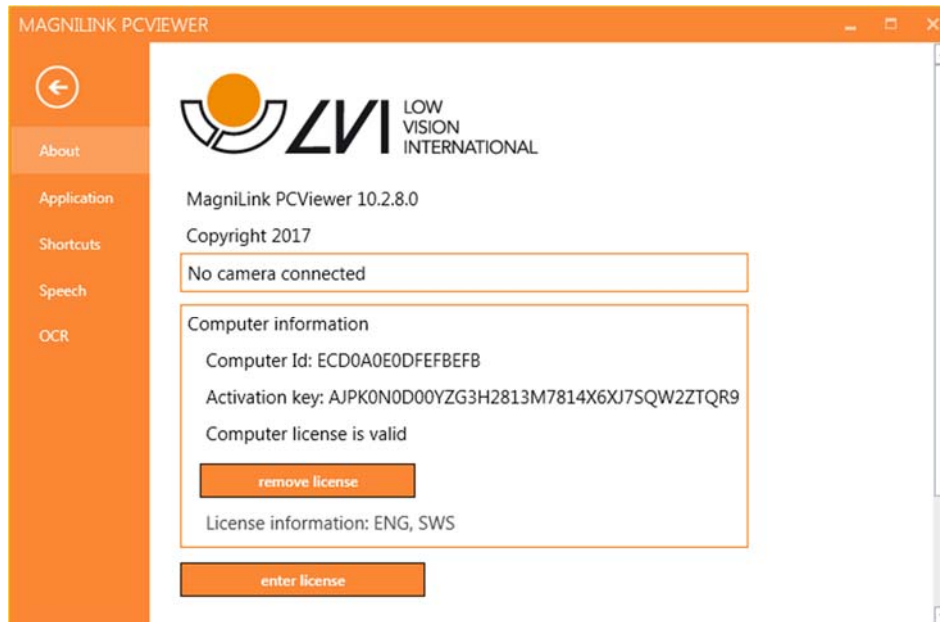 MAGNILINK PCVIEWER
About
Application
Shortcuts
Speech
OCR
LVI
LOW
VISION
INTERNATIONAL
MagniLink PCViewer 10.2.8.0
Copyright 2017
No camera connected
Computer information
Computer Id: ECD0A0E0DFEFBEFB
Activation key: AJPK0N0D00YZG3H2813M7814X6XJ7SQW2ZTQR9
Computer license is valid
remove license
License information: ENG, SWS
enter license